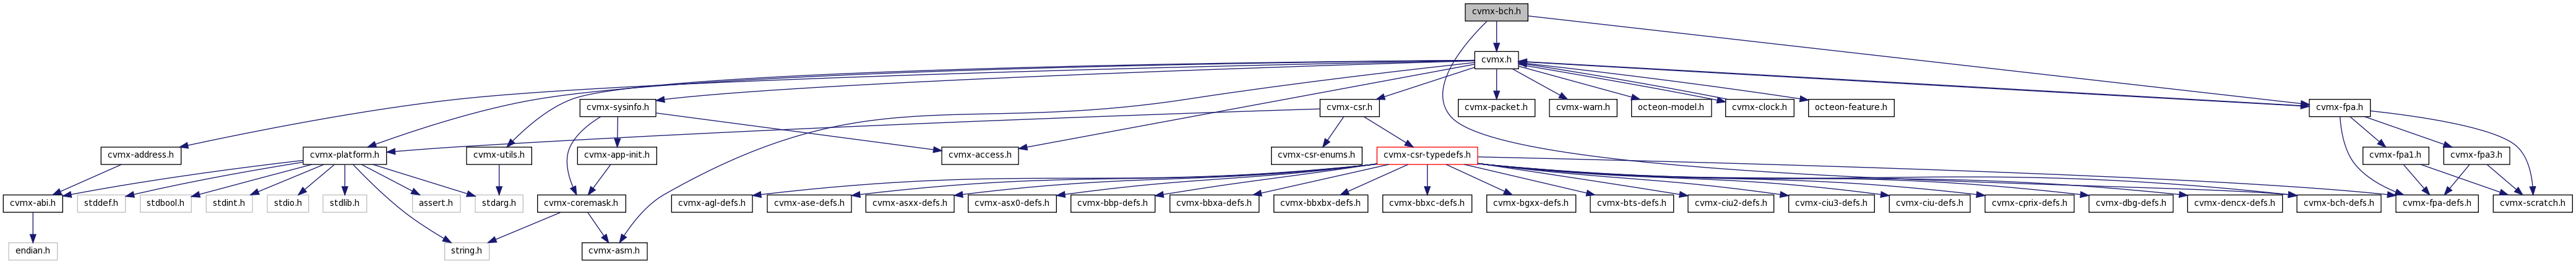 cvmx-bch.h
cvmx.h
cvmx-sysinfo.h
cvmx-csr.h
cvmx-packet.h
cvmx-warn.h
octeon-model.h
cvmx-clock.h
octeon-feature.h
cvmx-fpa.h
cvmx-address.h
cvmx-platform.h
cvmx-utils.h
cvmx-app-init.h
cvmx-access.h
cvmx-csr-enums.h
cvmx-csr-typedefs.h
cvmx-fpa1.h
cvmx-fpa3.h
cvmx-abi.h
stddef.h
stdbool.h
stdint.h
stdio.h
stdlib.h
assert.h
stdarg.h
cvmx-coremask.h
cvmx-agl-defs.h
cvmx-ase-defs.h
cvmx-asxx-defs.h
cvmx-asx0-defs.h
cvmx-bbp-defs.h
cvmx-bbxa-defs.h
cvmx-bbxbx-defs.h
cvmx-bbxc-defs.h
cvmx-bgxx-defs.h
cvmx-bts-defs.h
cvmx-ciu2-defs.h
cvmx-ciu3-defs.h
cvmx-ciu-defs.h
cvmx-cprix-defs.h
cvmx-dbg-defs.h
cvmx-dencx-defs.h
cvmx-bch-defs.h
cvmx-fpa-defs.h
cvmx-scratch.h
endian.h
string.h
cvmx-asm.h